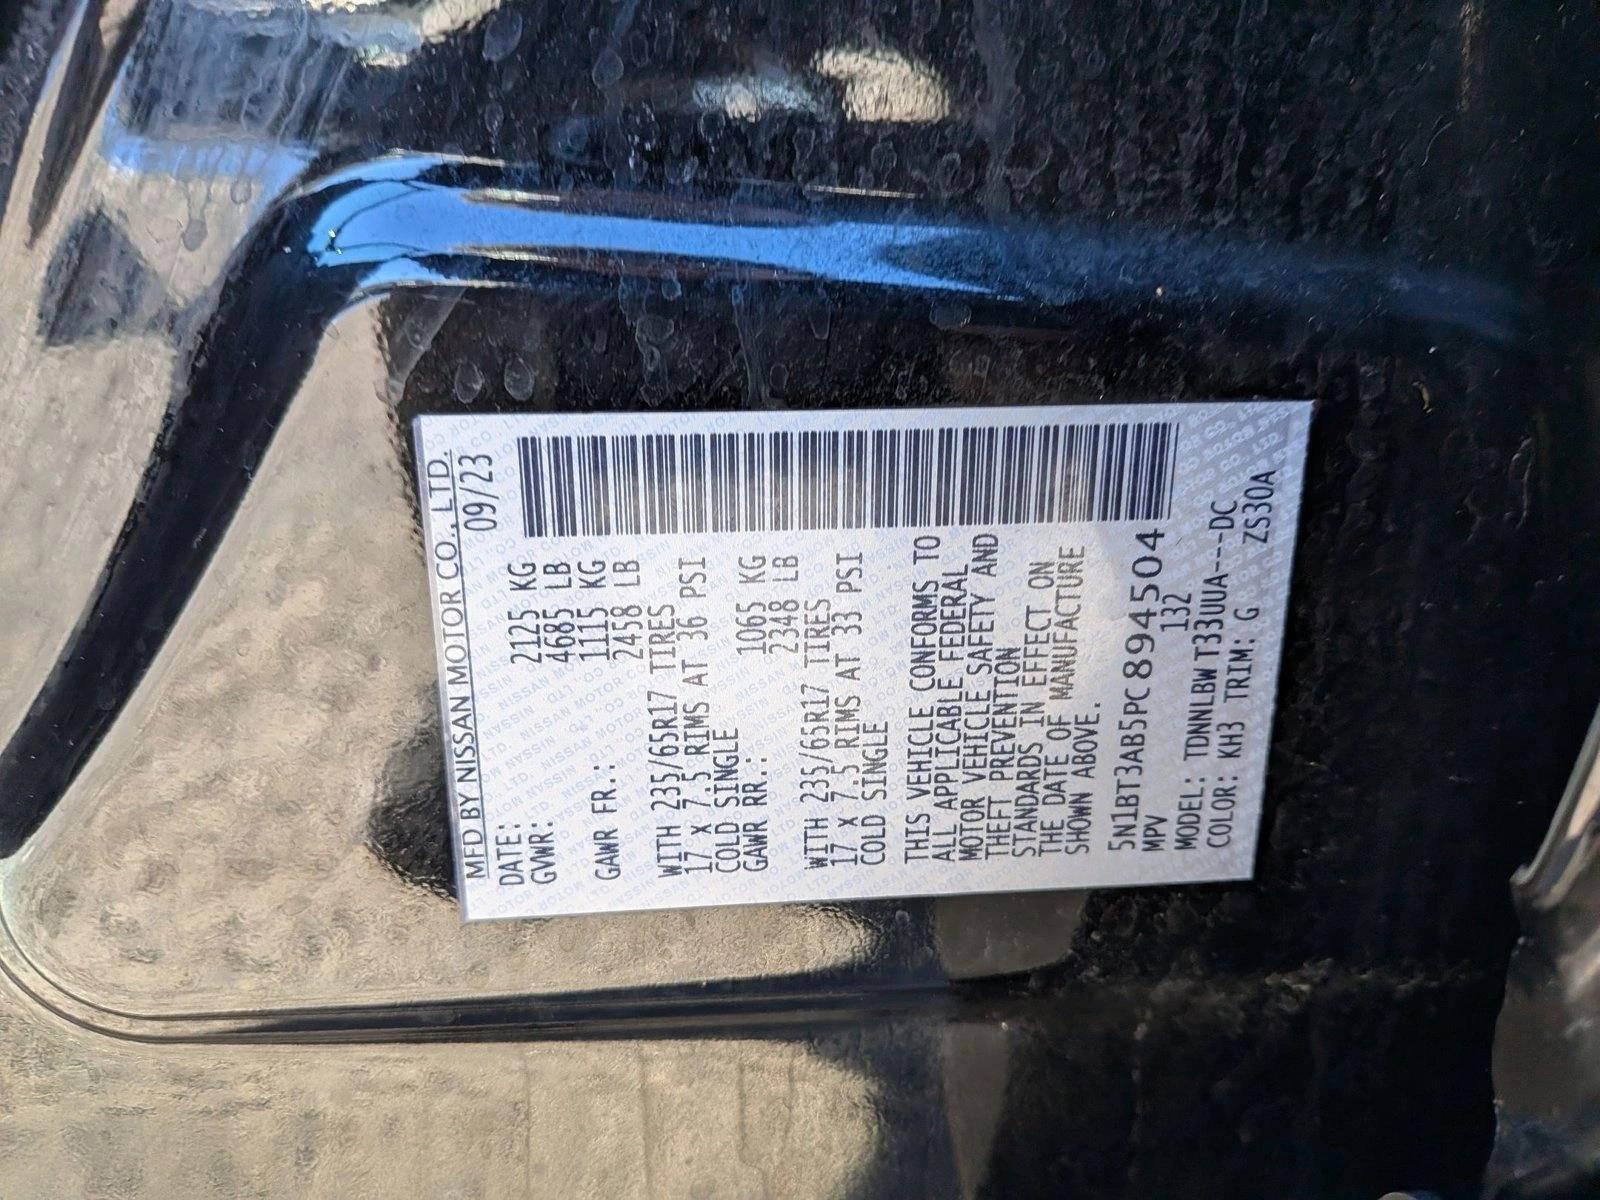 MFD BY NISSAN MOTOR CO., LTD.
DATE: 09/23
GVWR: 2125 KG
4685 LB
GAWR FR.: 1115 KG
2458 LB
WITH 235/65R17 TIRES
17 x 7.5 RIMS AT 36 PSI
COLD SINGLE
GAWR RR.: 1065 KG
2348 LB
WITH 235/65R17 TIRES
17 x 7.5 RIMS AT 33 PSI
COLD SINGLE
THIS VEHICLE CONFORMS TO
ALL APPLICABLE FEDERAL
MOTOR VEHICLE SAFETY AND
THEFT PREVENTION
STANDARDS IN EFFECT ON
THE DATE OF MANUFACTURE
SHOWN ABOVE.
5N1BT3AB5PC894504
MPV 132
MODEL: TDNNLBW T33UUA---DC
COLOR: KH3 TRIM: G ZS30A